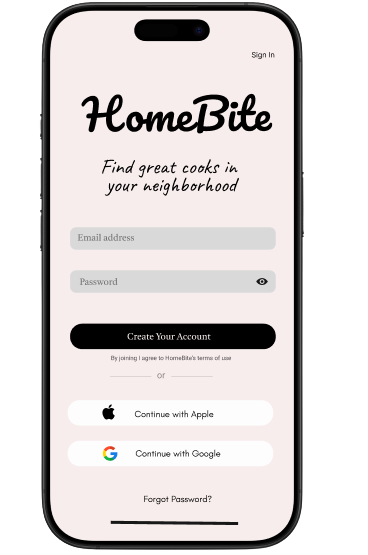 Sign In
HomeBite
Find great cooks in
your neighborhood
Email address
Password
Create Your Account
By joining I agree to HomeBite's terms of use
or
Continue with Apple
Continue with Google
Forgot Password?